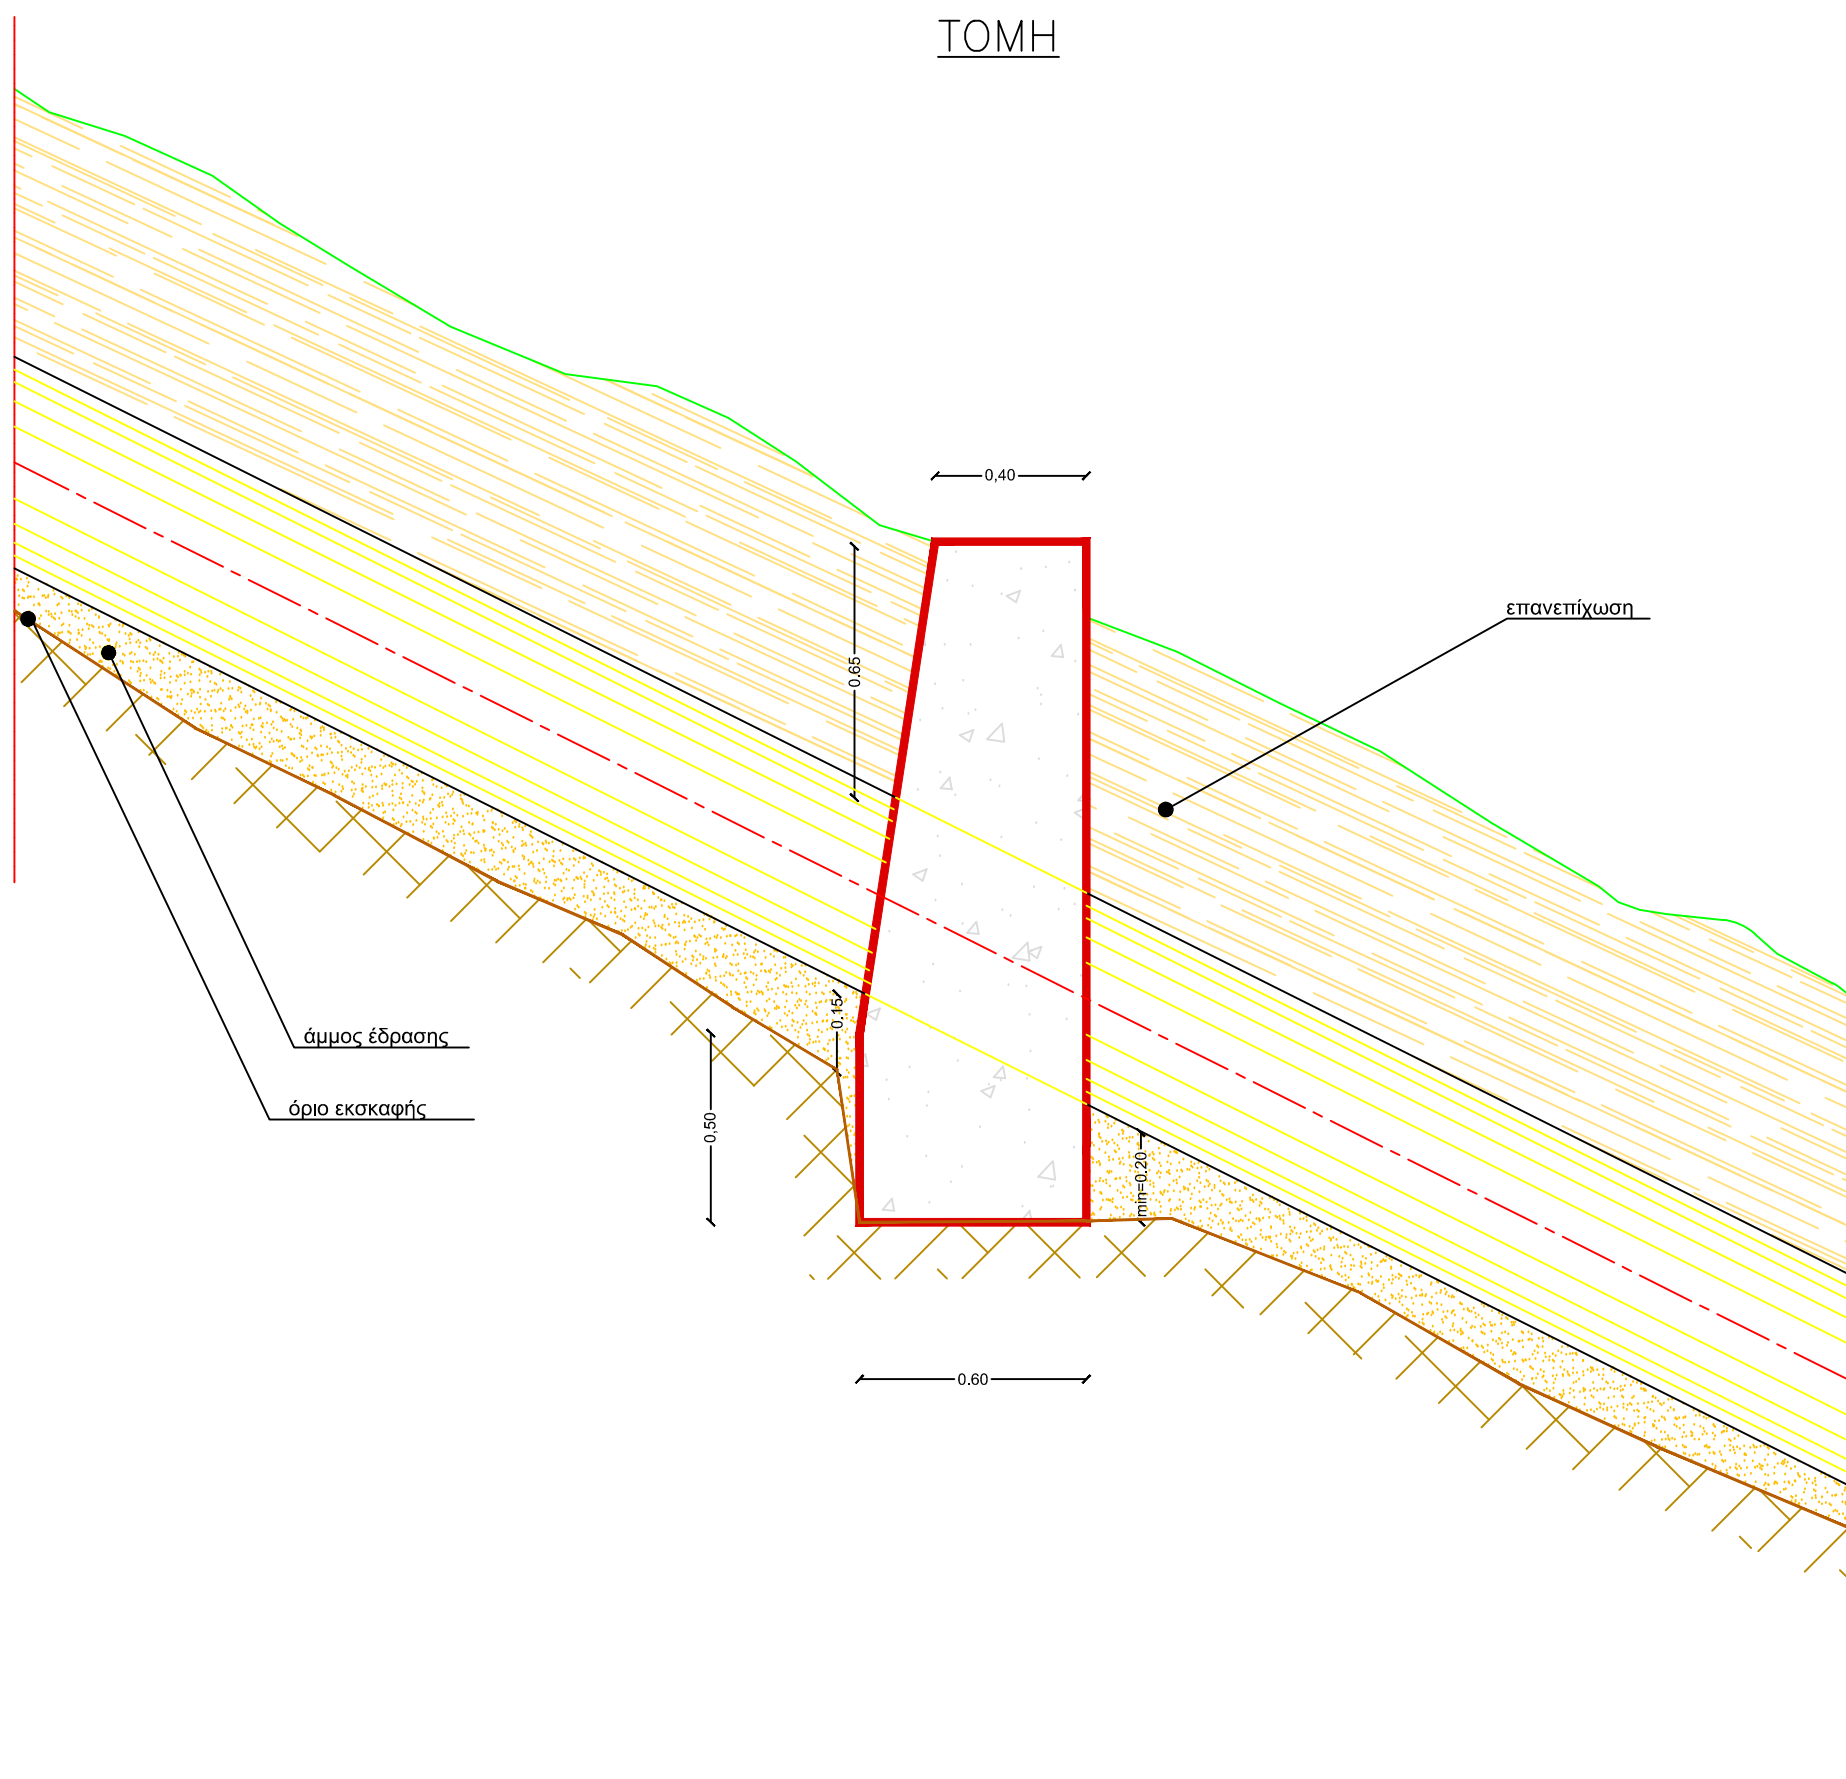 ΤΟΜΗ
0,40
επανεπίχωση
0.65
0.15
άμμος έδρασης
όριο εκσκαφής
0,50
min=0.20
0.60